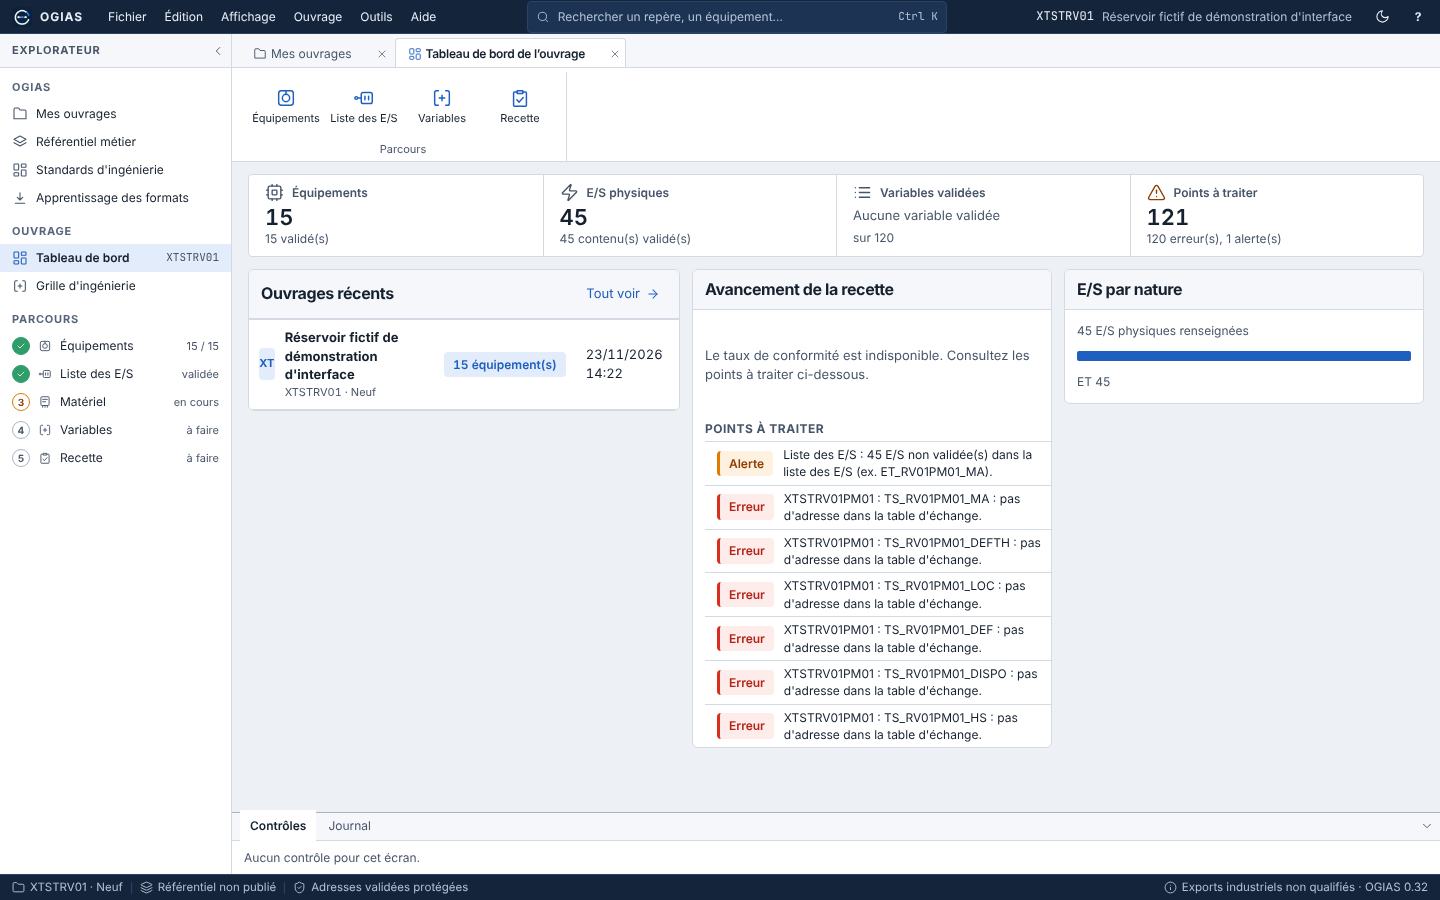 OGIAS
Fichier
Édition
Affichage
Ouvrage
Outils
Aide
Rechercher un repère, un équipement...
Ctrl K
XTSTRV01 Réservoir fictif de démonstration d'interface
?
EXPLORATEUR
Mes ouvrages
Tableau de bord de l’ouvrage
OGIAS
Mes ouvrages
Référentiel métier
Standards d'ingénierie
Apprentissage des formats
OUVRAGE
Tableau de bord XTSTRV01
Grille d'ingénierie
PARCOURS
Équipements 15 / 15
Liste des E/S validée
3 Matériel en cours
4 Variables à faire
5 Recette à faire
Équipements
Liste des E/S
Variables
Recette
Parcours
Équipements
15
15 validé(s)
E/S physiques
45
45 contenu(s) validé(s)
Variables validées
Aucune variable validée
sur 120
Points à traiter
121
120 erreur(s), 1 alerte(s)
Ouvrages récents
Tout voir
XT
Réservoir fictif de
démonstration
d'interface
XTSTRV01 · Neuf
15 équipement(s)
23/11/2026
14:22
Avancement de la recette
Le taux de conformité est indisponible. Consultez les
points à traiter ci-dessous.
POINTS À TRAITER
Alerte
Liste des E/S : 45 E/S non validée(s) dans la
liste des E/S (ex. ET_RV01PM01_MA).
Erreur
XTSTRV01PM01 : TS_RV01PM01_MA : pas
d'adresse dans la table d'échange.
Erreur
XTSTRV01PM01 : TS_RV01PM01_DEFTH : pas
d'adresse dans la table d'échange.
Erreur
XTSTRV01PM01 : TS_RV01PM01_LOC : pas
d'adresse dans la table d'échange.
Erreur
XTSTRV01PM01 : TS_RV01PM01_DEF : pas
d'adresse dans la table d'échange.
Erreur
XTSTRV01PM01 : TS_RV01PM01_DISPO : pas
d'adresse dans la table d'échange.
Erreur
XTSTRV01PM01 : TS_RV01PM01_HS : pas
d'adresse dans la table d'échange.
E/S par nature
45 E/S physiques renseignées
ET 45
Contrôles
Journal
Aucun contrôle pour cet écran.
XTSTRV01 · Neuf
Référentiel non publié
Adresses validées protégées
Exports industriels non qualifiés · OGIAS 0.32